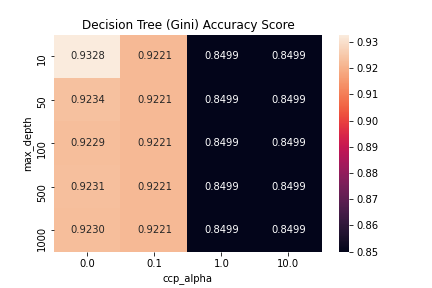 Decision Tree (Gini) Accuracy Score
max_depth
10 0.9328 0.9221 0.8499 0.8499
50 0.9234 0.9221 0.8499 0.8499
100 0.9229 0.9221 0.8499 0.8499
500 0.9231 0.9221 0.8499 0.8499
1000 0.9230 0.9221 0.8499 0.8499
0.0 0.1 1.0 10.0
ccp_alpha
0.93
0.92
0.91
0.90
0.89
0.88
0.87
0.86
0.85